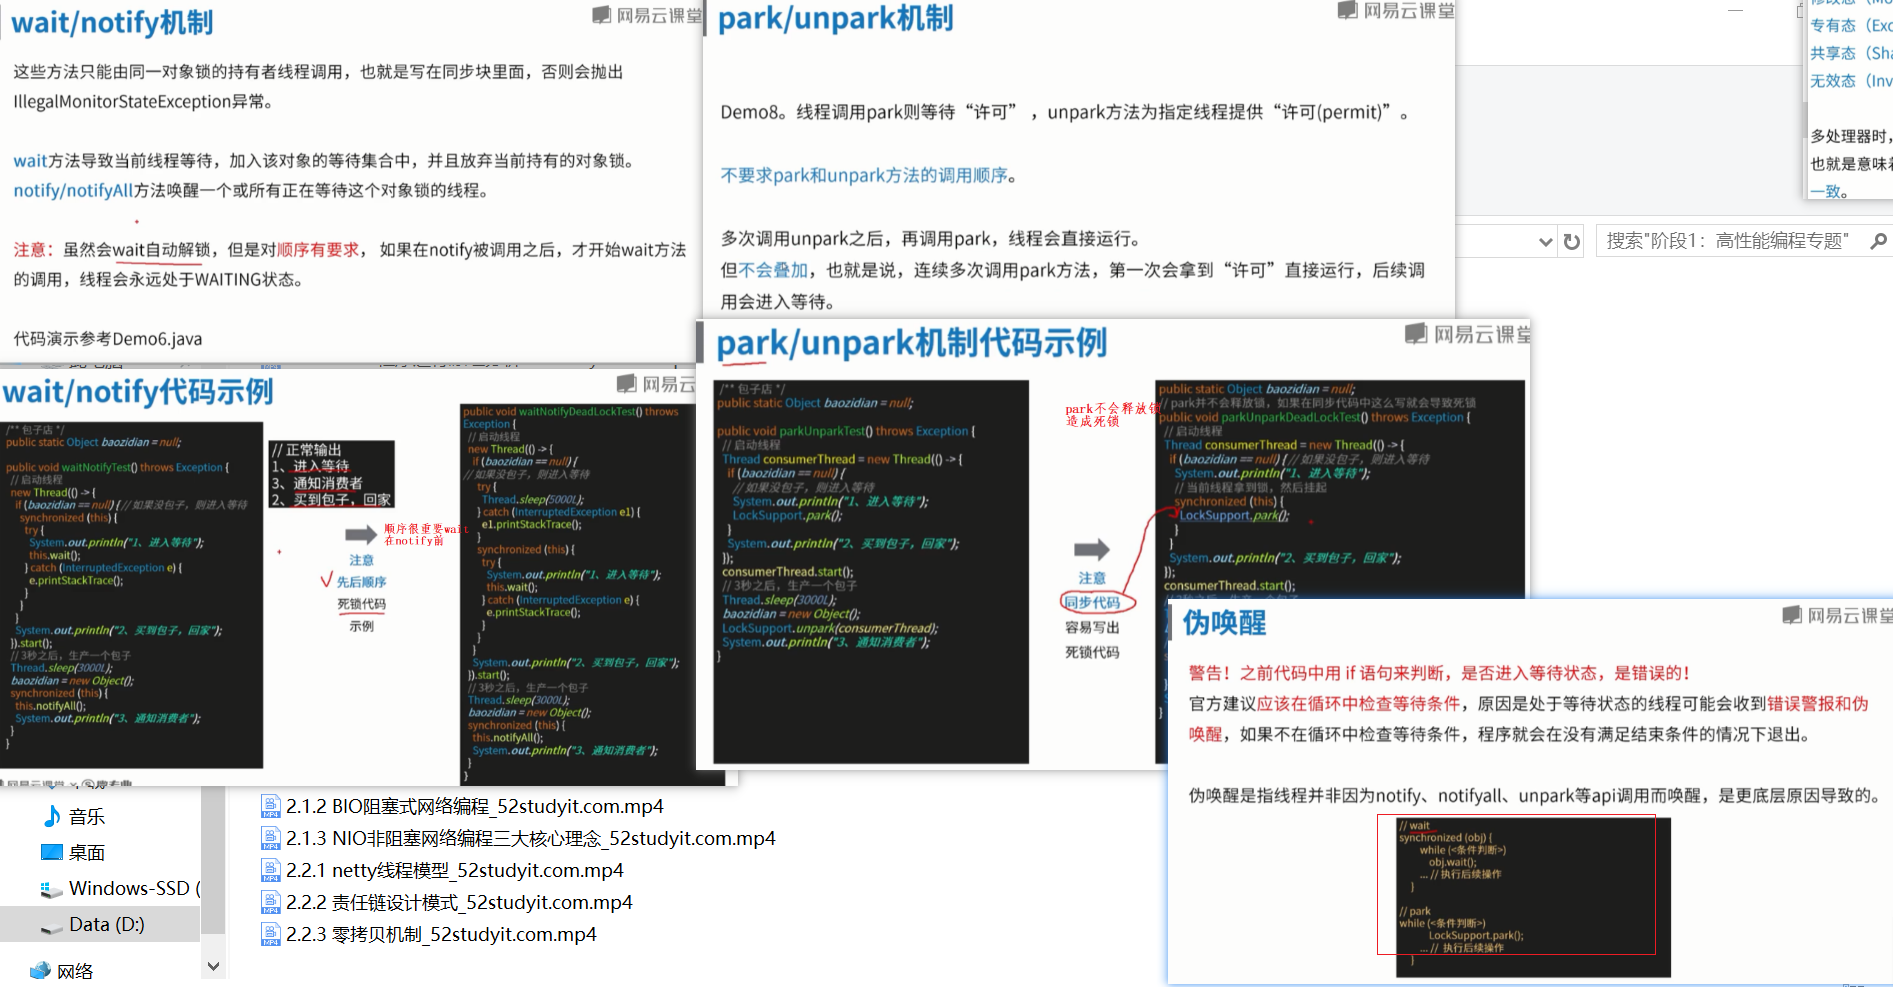 wait/notify机制
网易云课堂
这些方法只能由同一对象锁的持有者线程调用，也就是写在同步块里面，否则会抛出
IllegalMonitorStateException异常。
wait方法导致当前线程等待，加入该对象的等待集合中，并且放弃当前持有的对象锁。
notify/notifyAll方法唤醒一个或所有正在等待这个对象锁的线程。
注意：虽然会wait自动解锁，但是对顺序有要求， 如果在notify被调用之后，才开始wait方法
的调用，线程会永远处于WAITING状态。
代码演示参考Demo6.java
park/unpark机制
网易云课堂
Demo8。线程调用park则等待“许可” ，unpark方法为指定线程提供“许可(permit)” 。
不要求park和unpark方法的调用顺序。
多次调用unpark之后，再调用park，线程会直接运行。
但不会叠加，也就是说，连续多次调用park方法，第一次会拿到“许可”直接运行，后续调
用会进入等待。
专有态（Exc
共享态（Sha
无效态（Inv
多处理器时，
也就是意味着
一致。
搜索"阶段1：高性能编程专题"
wait/notify代码示例
网易云
/** 包子店 */
public static Object baozidian = null;
public void waitNotifyTest() throws Exception {
// 启动线程
new Thread(() -> {
if (baozidian == null) { // 如果没包子，则进入等待
synchronized (this) {
try {
System.out.println("1、进入等待");
this.wait();
} catch (InterruptedException e) {
e.printStackTrace();
}
}
}
System.out.println("2、买到包子，回家");
}).start();
// 3秒之后，生产一个包子
Thread.sleep(3000L);
baozidian = new Object();
synchronized (this) {
this.notifyAll();
System.out.println("3、通知消费者");
}
}
// 正常输出
1、进入等待
3、通知消费者
2、买到包子，回家
顺序很重要wait
在notify前
注意
先后顺序
死锁代码
示例
public void waitNotifyDeadLockTest() throws
Exception {
// 启动线程
new Thread(() -> {
if (baozidian == null) {
// 如果没包子，则进入等待
try {
Thread.sleep(5000L);
} catch (InterruptedException e1) {
e1.printStackTrace();
}
synchronized (this) {
try {
System.out.println("1、进入等待");
this.wait();
} catch (InterruptedException e) {
e.printStackTrace();
}
}
}
System.out.println("2、买到包子，回家");
}).start();
// 3秒之后，生产一个包子
Thread.sleep(3000L);
baozidian = new Object();
synchronized (this) {
this.notifyAll();
System.out.println("3、通知消费者");
}
}
park/unpark机制代码示例
网易云课堂
/** 包子店 */
public static Object baozidian = null;
public void parkUnparkTest() throws Exception {
// 启动线程
Thread consumerThread = new Thread(() -> {
if (baozidian == null) {
// 如果没包子，则进入等待
System.out.println("1、进入等待");
LockSupport.park();
}
System.out.println("2、买到包子，回家");
});
consumerThread.start();
// 3秒之后，生产一个包子
Thread.sleep(3000L);
baozidian = new Object();
LockSupport.unpark(consumerThread);
System.out.println("3、通知消费者");
}
park不会释放锁
造成死锁
注意
同步代码
容易写出
死锁代码
public static Object baozidian = null;
// park并不会释放锁，如果在同步代码中这么写就会导致死锁
public void parkUnparkDeadLockTest() throws Exception {
// 启动线程
Thread consumerThread = new Thread(() -> {
if (baozidian == null) { // 如果没包子，则进入等待
System.out.println("1、进入等待");
// 当前线程拿到锁，然后挂起
synchronized (this) {
LockSupport.park();
}
}
System.out.println("2、买到包子，回家");
});
consumerThread.start();
伪唤醒
网易云课堂
警告！之前代码中用 if 语句来判断，是否进入等待状态，是错误的！
官方建议应该在循环中检查等待条件，原因是处于等待状态的线程可能会收到错误警报和伪
唤醒，如果不在循环中检查等待条件，程序就会在没有满足结束条件的情况下退出。
伪唤醒是指线程并非因为notify、notifyall、unpark等api调用而唤醒，是更底层原因导致的。
// wait
synchronized (obj) {
while (<条件判断>)
obj.wait();
... // 执行后续操作
}
// park
while (<条件判断>)
LockSupport.park();
... // 执行后续操作
}
音乐
桌面
Windows-SSD (
Data (D:)
网络
2.1.2 BIO阻塞式网络编程_52studyit.com.mp4
2.1.3 NIO非阻塞网络编程三大核心理念_52studyit.com.mp4
2.2.1 netty线程模型_52studyit.com.mp4
2.2.2 责任链设计模式_52studyit.com.mp4
2.2.3 零拷贝机制_52studyit.com.mp4